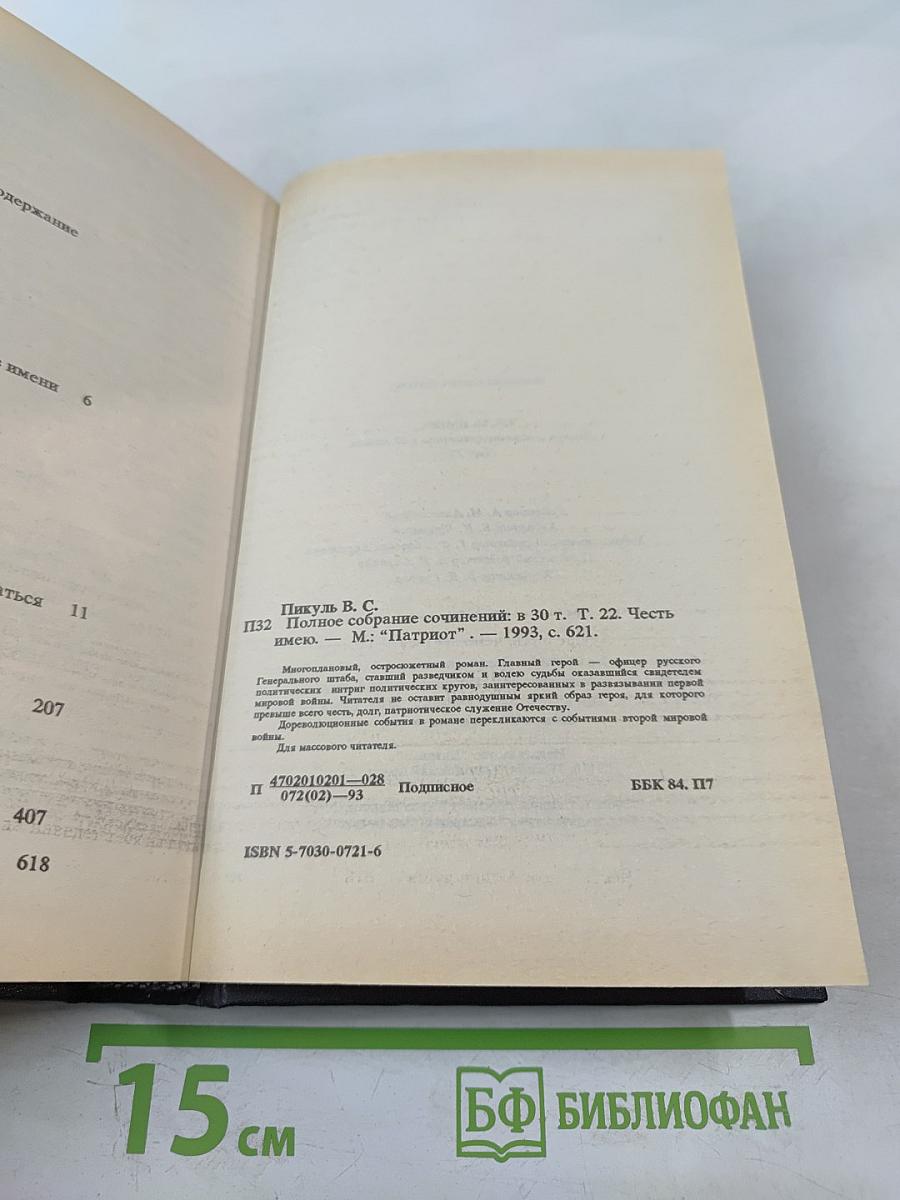 одержание
имени 6
аться 11
207
407
618
Пикуль В. С.
П32 Полное собрание сочинений: в 30 т. Т. 22. Честь
имею. — М.: “Патриот” . — 1993, с. 621.
Многоплановый, остросюжетный роман. Главный герой — офицер русского
Генерального штаба, ставший разведчиком и волею судьбы оказавшийся свидетелем
политических интриг политических кругов, заинтересованных в развязывании первой
мировой войны. Читателя не оставит равнодушным яркий образ героя, для которого
превыше всего честь, долг, патриотическое служение Отечеству.
Дореволюционные события в романе перекликаются с событиями второй мировой
войны.
Для массового читателя.
П 4702010201—028 Подписное ББК 84. П7
072(02)—93
ISBN 5-7030-0721-6
15 см
БФ БИБЛИОФАН